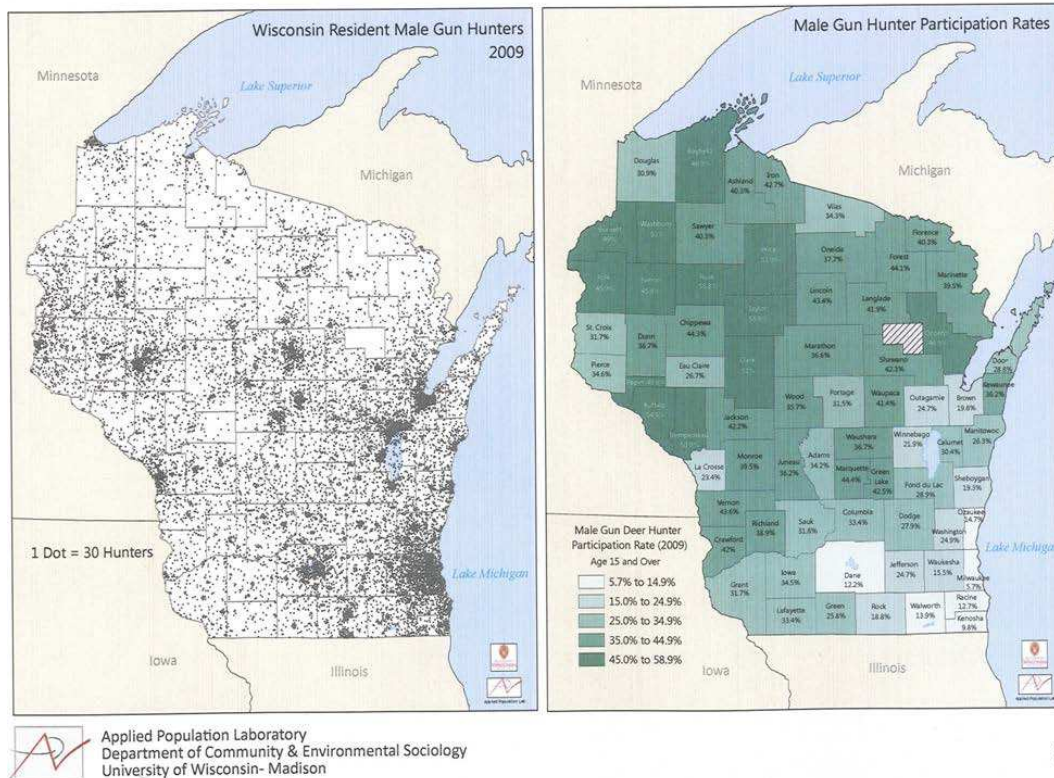 Wisconsin Resident Male Gun Hunters
2009
Minnesota
Lake Superior
Michigan
1 Dot = 30 Hunters
Lake Michigan
Iowa
Illinois
Male Gun Hunter Participation Rates
Minnesota
Lake Superior
Michigan
Douglas
30.9%
Ashland
40.3%
Iron
42.7%
Vilas
34.3%
Washburn
Sawyer
40.3%
Florence
40.3%
Forest
44.1%
Oneida
37.7%
Marinette
39.5%
Lincoln
43.4%
Langlade
41.9%
St. Croix
31.7%
Dunn
38.7%
Chippewa
44.3%
Marathon
36.6%
Pierce
34.6%
Eau Claire
26.7%
Shawano
42.3%
Door
28.8%
Kewaunee
36.2%
Wood
35.7%
Portage
31.5%
Waupaca
41.4%
Outagamie
24.7%
Brown
19.8%
Jackson
42.2%
Waushara
36.7%
Winnebago
21.9%
Calumet
30.4%
Manitowoc
26.3%
La Crosse
23.4%
Monroe
39.5%
Juneau
36.2%
Adams
34.2%
Marquette
44.4%
Green
Lake
42.5%
Fond du Lac
28.9%
Sheboygan
19.3%
Vernon
43.6%
Richland
38.9%
Sauk
31.6%
Columbia
33.4%
Dodge
27.9%
Washington
24.9%
Ozaukee
14.7%
Crawford
42%
Grant
31.7%
Iowa
34.5%
Dane
12.2%
Jefferson
24.7%
Waukesha
15.5%
Milwaukee
5.7%
Lafayette
33.4%
Green
25.8%
Rock
18.8%
Walworth
13.9%
Racine
12.7%
Kenosha
9.8%
Lake Michigan
Male Gun Deer Hunter
Participation Rate (2009)
Age 15 and Over
5.7% to 14.9%
15.0% to 24.9%
25.0% to 34.9%
35.0% to 44.9%
45.0% to 58.9%
Iowa
Illinois
Applied Population Laboratory
Department of Community & Environmental Sociology
University of Wisconsin- Madison